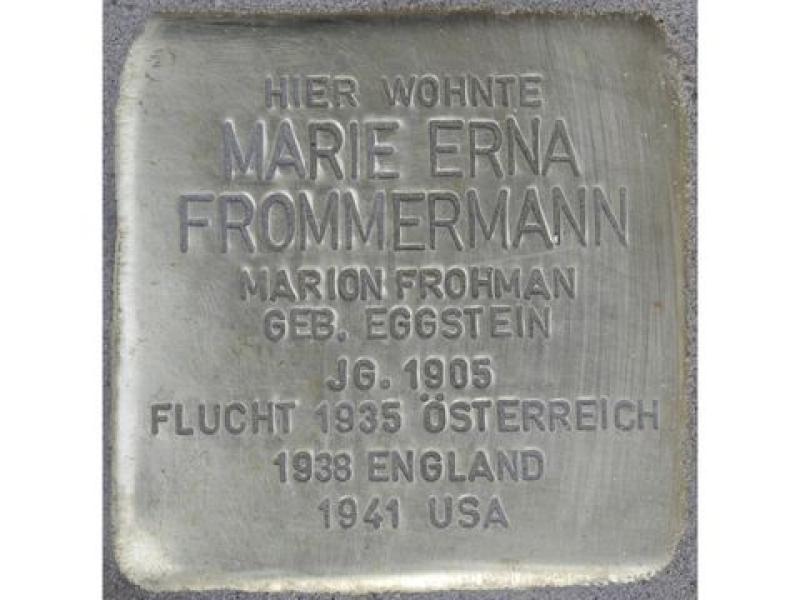 HIER WOHNTE
MARIE ERNA
FROMMERMANN
MARION FROHMAN
GEB. EGGSTEIN
JG. 1905
FLUCHT 1935 ÖSTERREICH
1938 ENGLAND
1941 USA